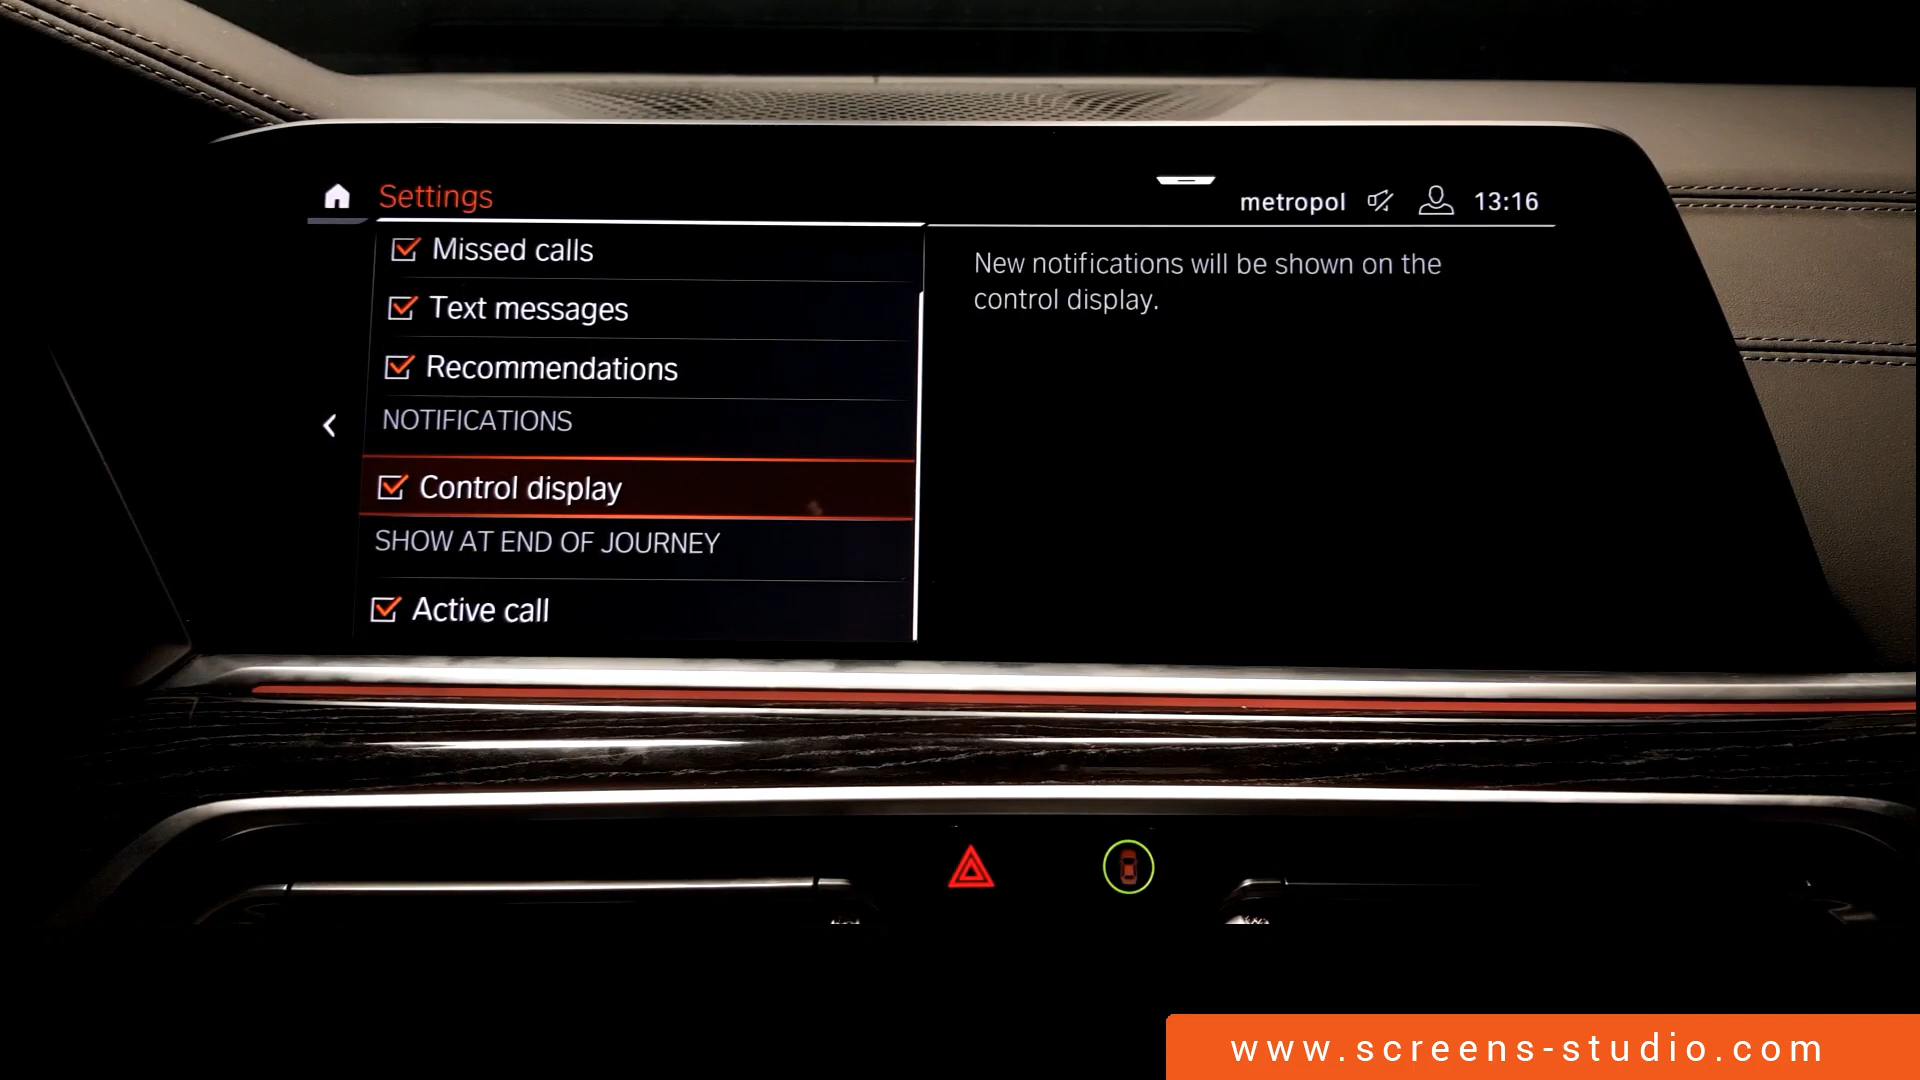 Settings
metropol 13:16
Missed calls
Text messages
Recommendations
NOTIFICATIONS
Control display
SHOW AT END OF JOURNEY
Active call
New notifications will be shown on the
control display.
www.screens-studio.com